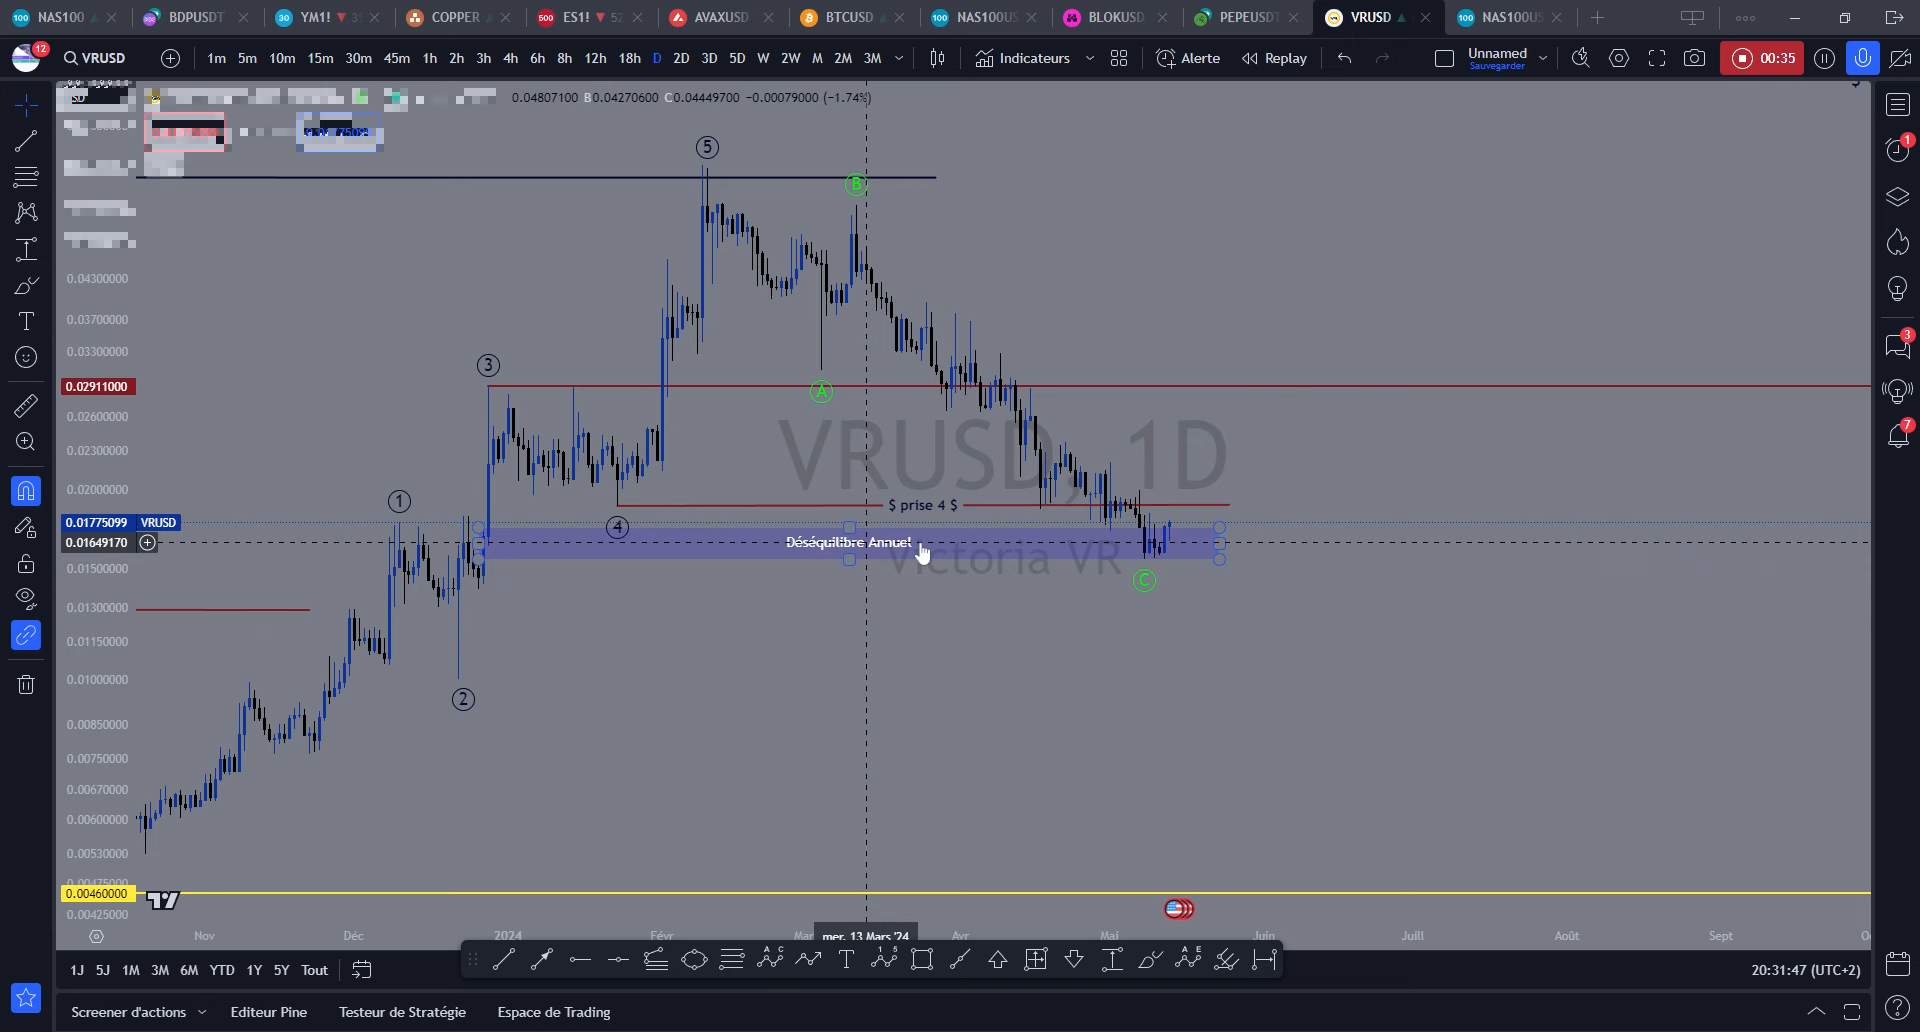 NAS100
BDPUSDT
YM1!
COPPER
ES1!
AVAXUSD
BTCUSD
NAS100US
BLOKUSD
PEPEUSDT
VRUSD
NAS100US
12
VRUSD
1m 5m 10m 15m 30m 45m 1h 2h 3h 4h 6h 8h 12h 18h D 2D 3D 5D W 2W M 2M 3M
Indicateurs
Alerte
Replay
Unnamed
Sauvegarder
00:35
0.04807100 B0.04270600 C0.04449700 −0.00079000 (−1.74%)
5
B
0.04300000
0.03700000
0.03300000
3
0.02911000
A
0.02600000
0.02300000
VRUSD, 1D
0.02000000
1
$ prise 4 $
0.01775099 VRUSD
4
0.01649170
Déséquilibre Annuel
Victoria VR
0.01500000
C
0.01300000
0.01150000
0.01000000
2
0.00850000
0.00750000
0.00670000
0.00600000
0.00530000
0.00475000
0.00460000
0.00425000
Nov Déc 2024 Févr Mar mer. 13 Mars '24 Avr Mai Juin Juill Août Sept
1J 5J 1M 3M 6M YTD 1Y 5Y Tout
20:31:47 (UTC+2)
Screener d'actions Editeur Pine Testeur de Stratégie Espace de Trading
1
3
7